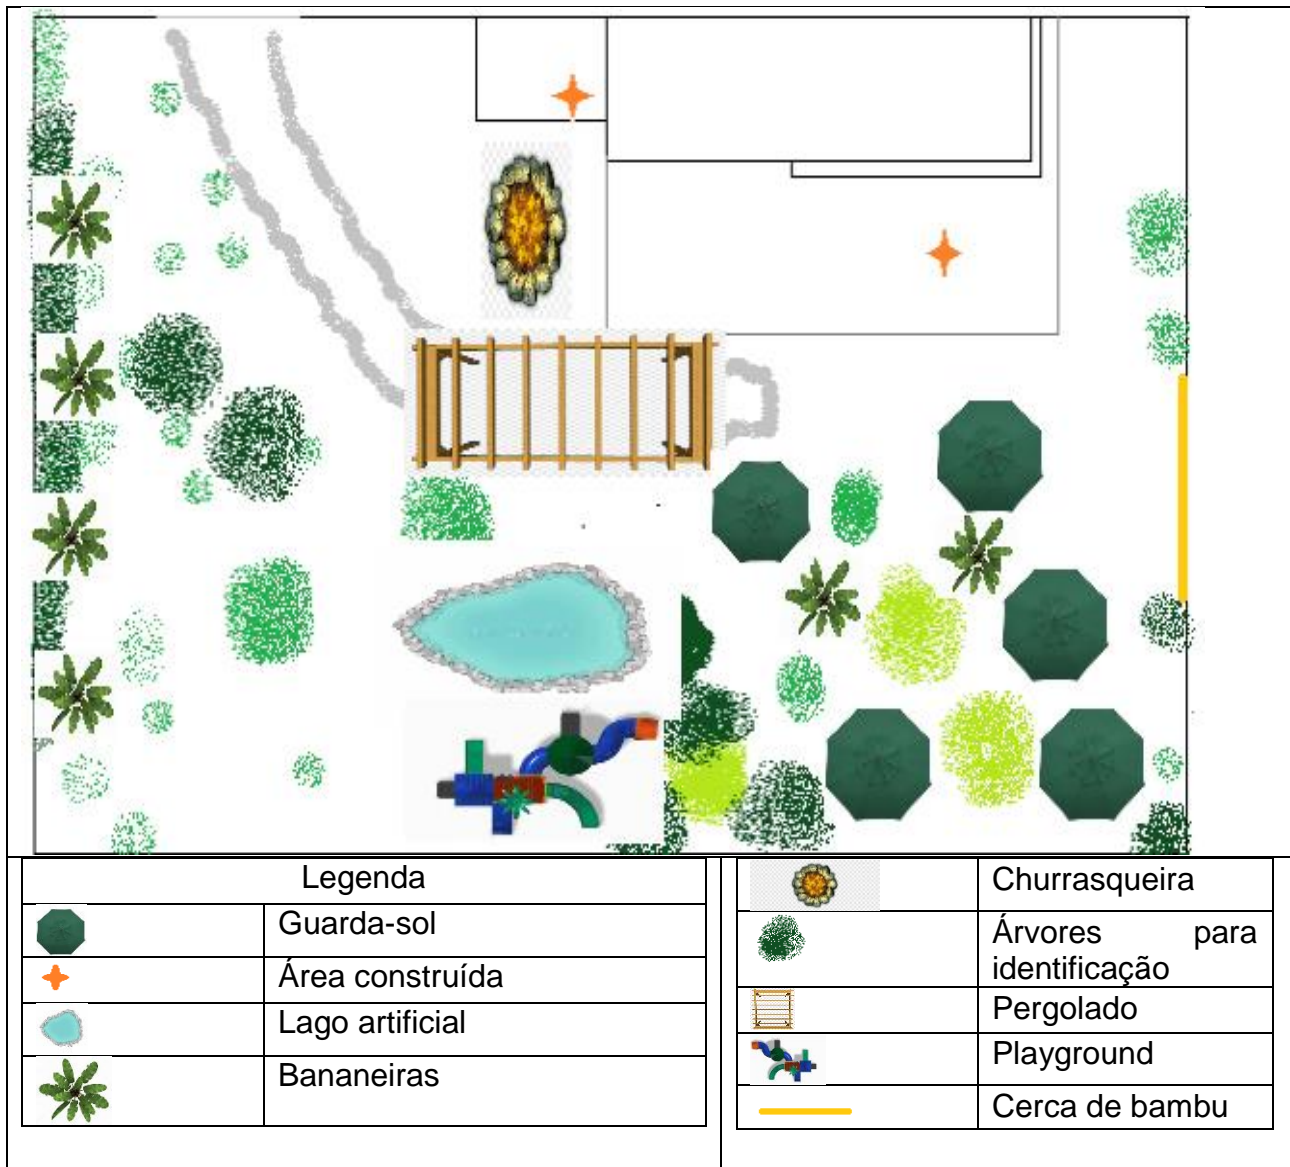 Legenda
Guarda-sol
Área construída
Lago artificial
Bananeiras
Churrasqueira
Árvores para
identificação
Pergolado
Playground
Cerca de bambu